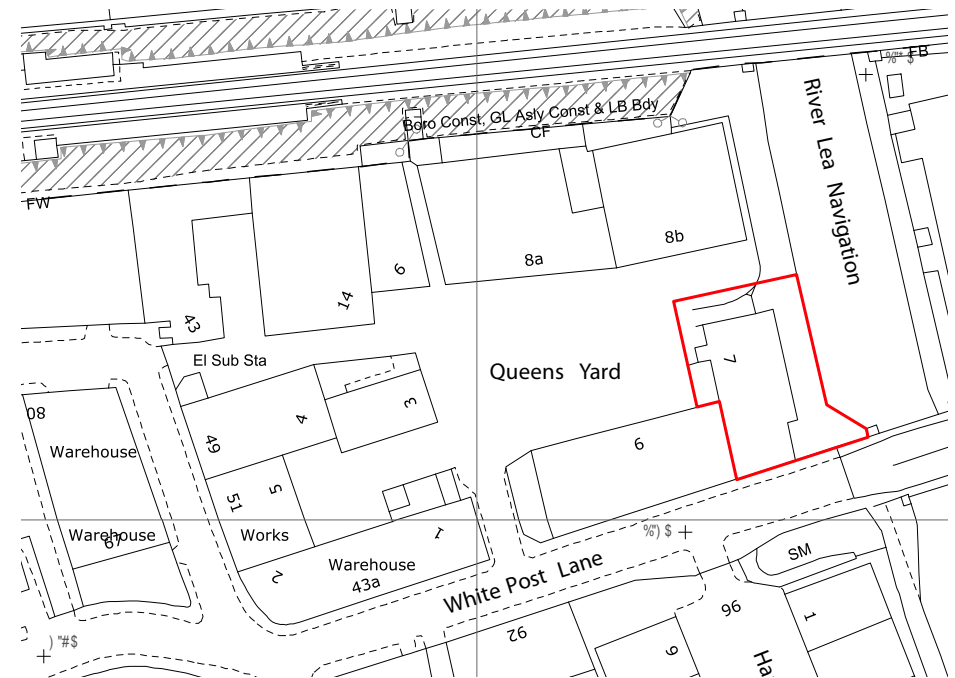 FB
Boro Const, GL Asly Const & LB Bdy
CF
River Lea Navigation
FW
8b
8a
6
14
43
El Sub Sta
7
Queens Yard
80
3
4
49
6
Warehouse
5
51
Warehouse
67
Works
1
SM
Warehouse
2
43a
White Post Lane
96
1
92
9
Ha